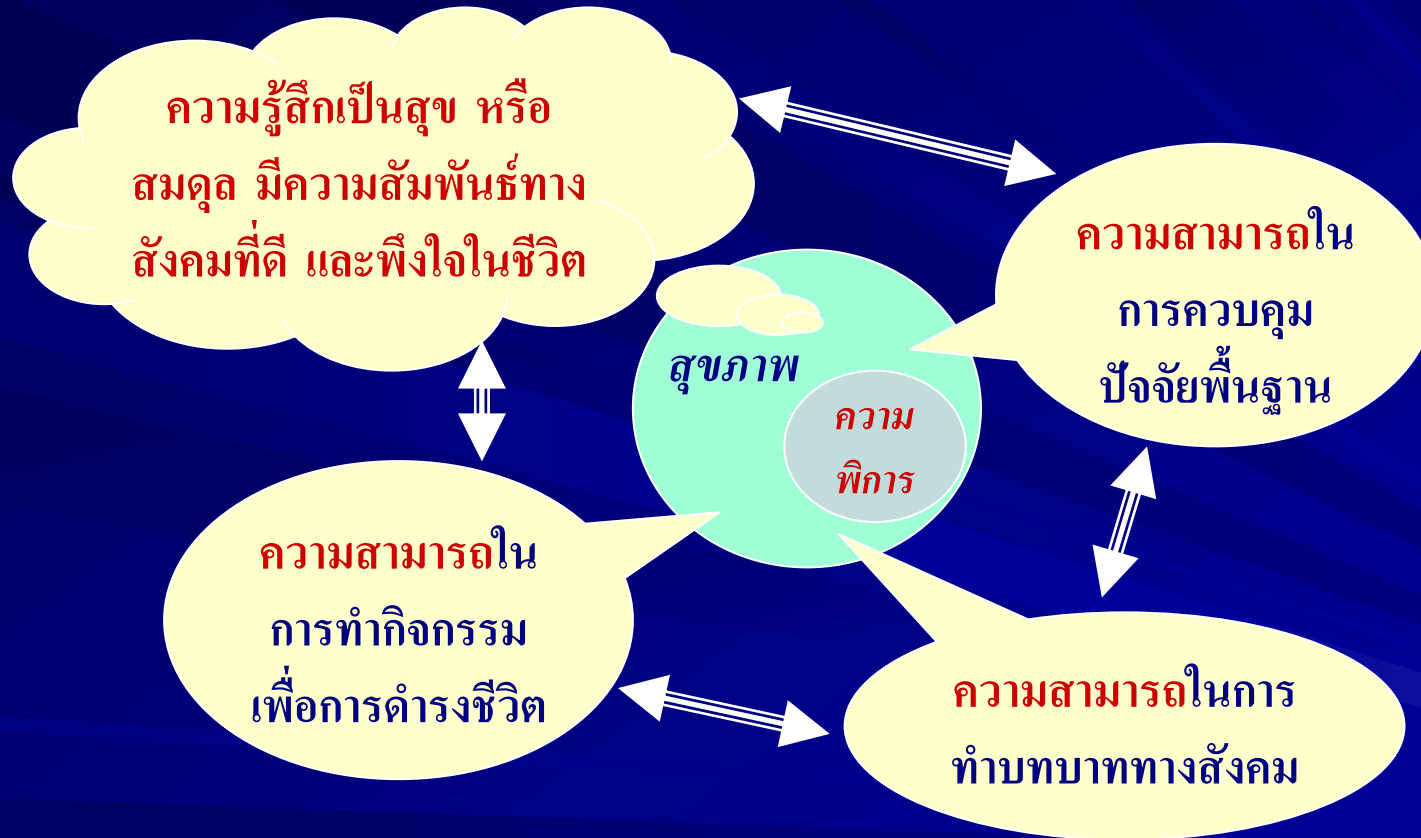 ความรู้สึกเป็นสุข หรือ
สมดุล มีความสัมพันธ์ทาง
สังคมที่ดี และพึงใจในชีวิต
ความสามารถใน
การควบคุม
ปัจจัยพื้นฐาน
สุขภาพ
ความ
พิการ
ความสามารถใน
การทำกิจกรรม
เพื่อการดำรงชีวิต
ความสามารถในการ
ทำบทบาททางสังคม